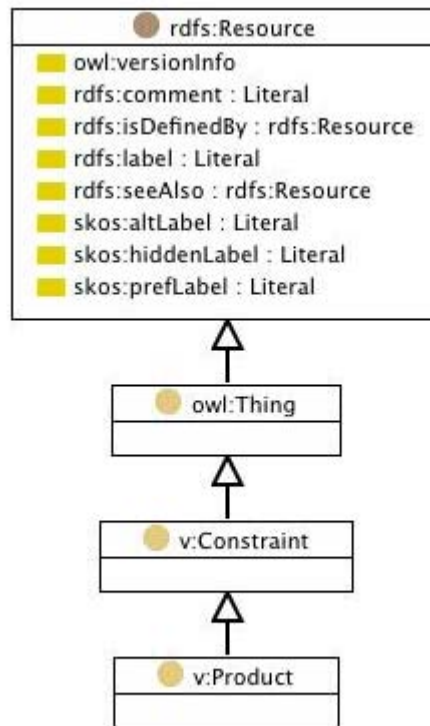 rdfs:Resource
owl:versionInfo
rdfs:comment : Literal
rdfs:isDefinedBy : rdfs:Resource
rdfs:label : Literal
rdfs:seeAlso : rdfs:Resource
skos:altLabel : Literal
skos:hiddenLabel : Literal
skos:prefLabel : Literal
owl:Thing
v:Constraint
v:Product